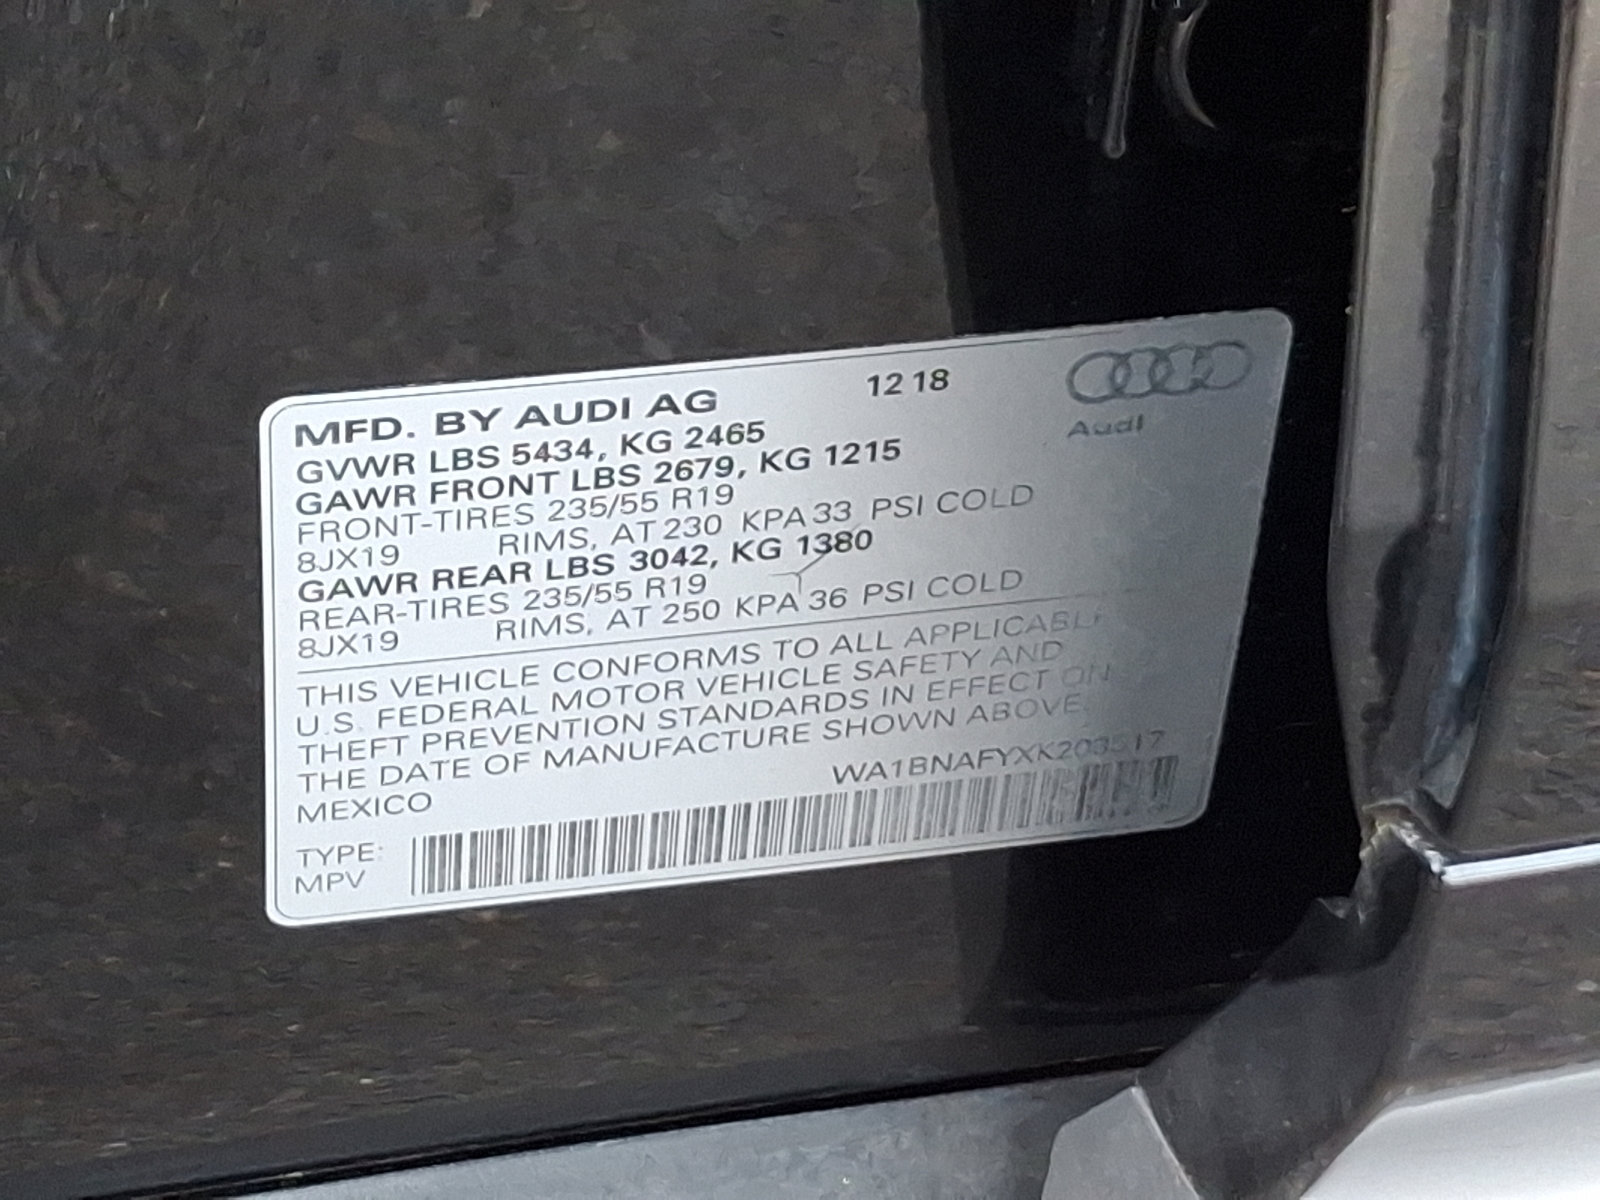 MFD. BY AUDI AG 12 18
Audi
GVWR LBS 5434, KG 2465
GAWR FRONT LBS 2679, KG 1215
FRONT-TIRES 235/55 R19
8JX19 RIMS, AT 230 KPA 33 PSI COLD
GAWR REAR LBS 3042, KG 1380
REAR-TIRES 235/55 R19
8JX19 RIMS, AT 250 KPA 36 PSI COLD
THIS VEHICLE CONFORMS TO ALL APPLICABLE
U.S. FEDERAL MOTOR VEHICLE SAFETY AND
THEFT PREVENTION STANDARDS IN EFFECT ON
THE DATE OF MANUFACTURE SHOWN ABOVE.
MEXICO
TYPE:
MPV